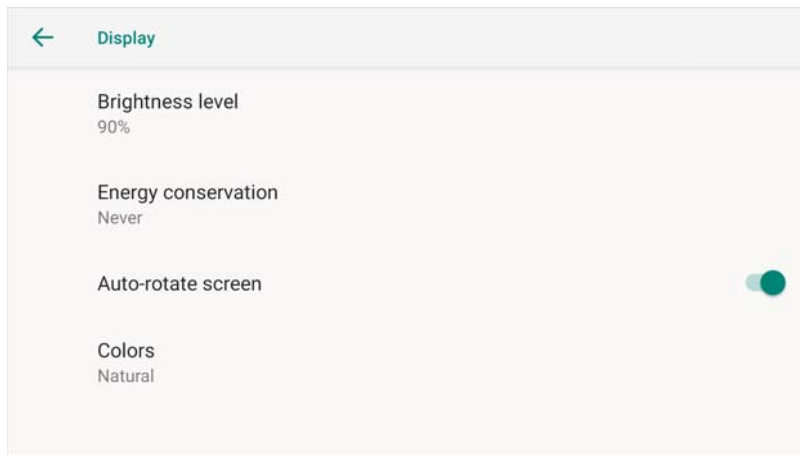 Display
Brightness level
90%
Energy conservation
Never
Auto-rotate screen
Colors
Natural